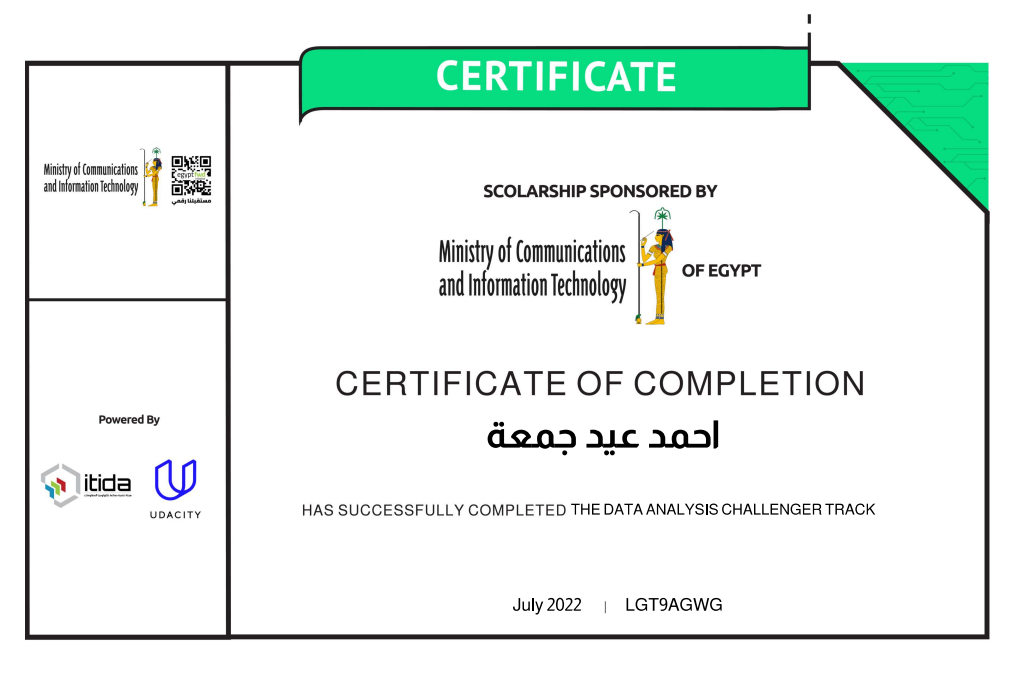 CERTIFICATE
Ministry of Communications
and Information Technology
egypt fwd
مستقبلنا رقمي
SCOLARSHIP SPONSORED BY
Ministry of Communications
and Information Technology
OF EGYPT
CERTIFICATE OF COMPLETION
احمد عيد جمعة
HAS SUCCESSFULLY COMPLETED THE DATA ANALYSIS CHALLENGER TRACK
July 2022 | LGT9AGWG
Powered By
itida
UDACITY